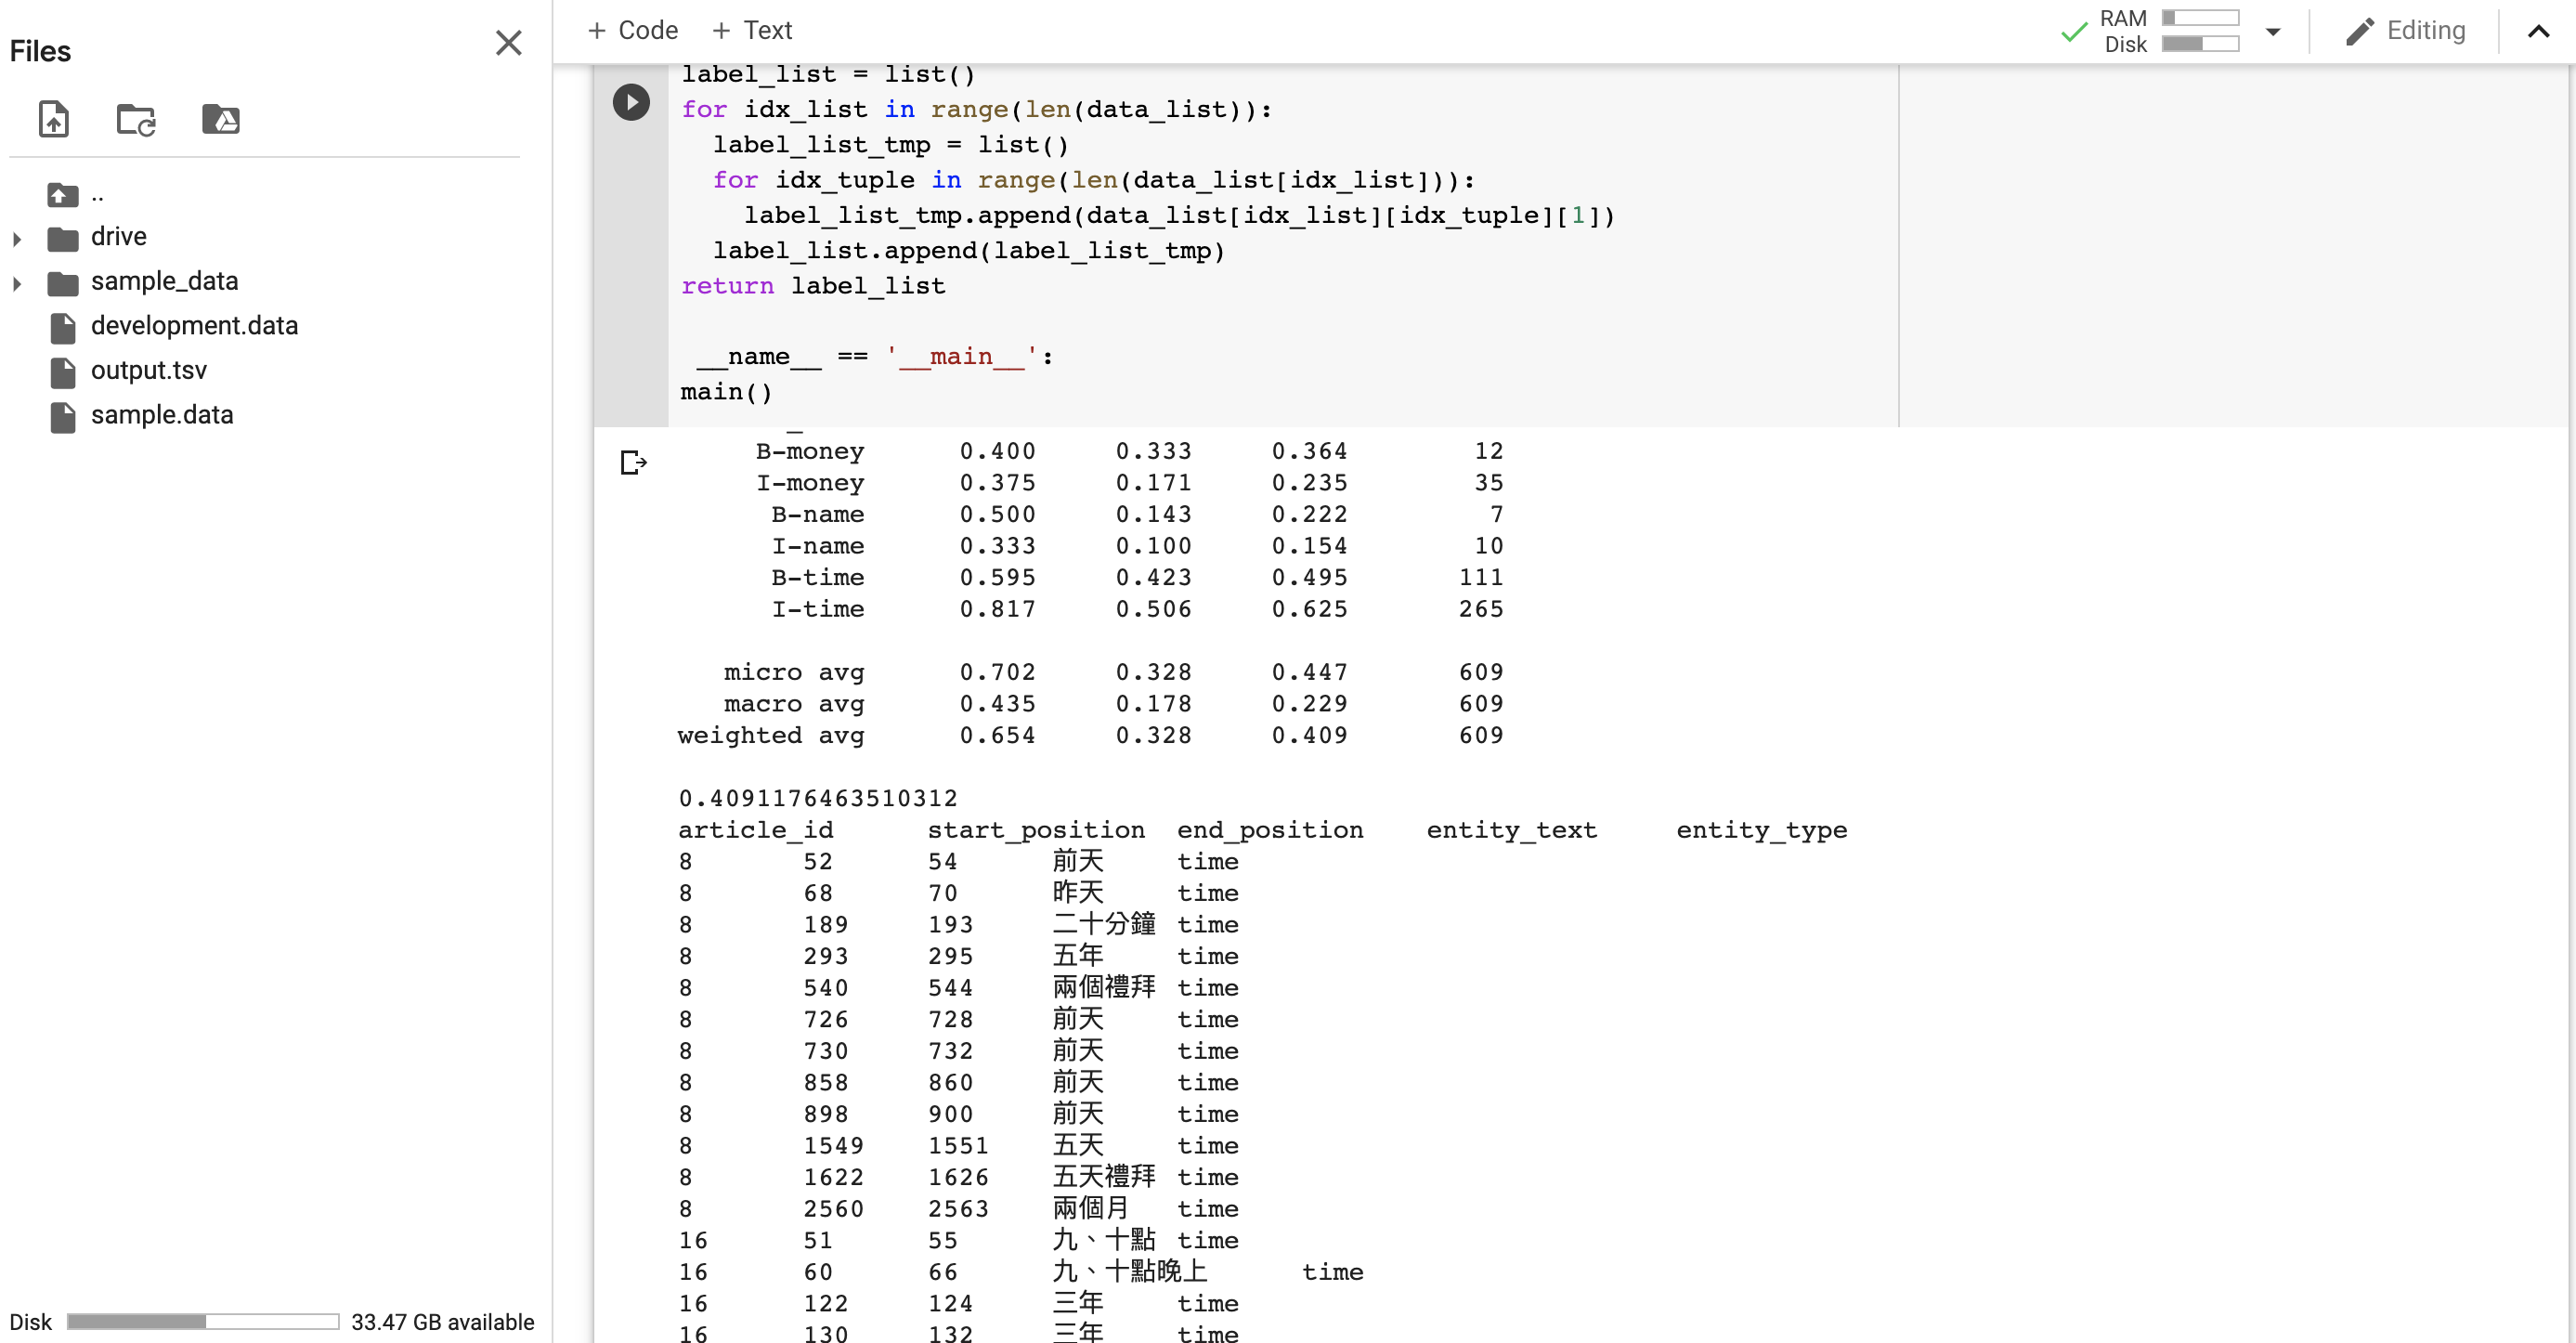 Files
..
drive
sample_data
development.data
output.tsv
sample.data
Disk 33.47 GB available
+ Code + Text
RAM
Disk
Editing
label_list = list()
for idx_list in range(len(data_list)):
label_list_tmp = list()
for idx_tuple in range(len(data_list[idx_list])):
label_list_tmp.append(data_list[idx_list][idx_tuple][1])
label_list.append(label_list_tmp)
return label_list
__name__ == '__main__':
main()
B-money 0.400 0.333 0.364 12
I-money 0.375 0.171 0.235 35
B-name 0.500 0.143 0.222 7
I-name 0.333 0.100 0.154 10
B-time 0.595 0.423 0.495 111
I-time 0.817 0.506 0.625 265
micro avg 0.702 0.328 0.447 609
macro avg 0.435 0.178 0.229 609
weighted avg 0.654 0.328 0.409 609
0.4091176463510312
article_id start_position end_position entity_text entity_type
8 52 54 前天 time
8 68 70 昨天 time
8 189 193 二十分鐘 time
8 293 295 五年 time
8 540 544 兩個禮拜 time
8 726 728 前天 time
8 730 732 前天 time
8 858 860 前天 time
8 898 900 前天 time
8 1549 1551 五天 time
8 1622 1626 五天禮拜 time
8 2560 2563 兩個月 time
16 51 55 九、十點 time
16 60 66 九、十點晚上 time
16 122 124 三年 time
16 130 132 三年 time